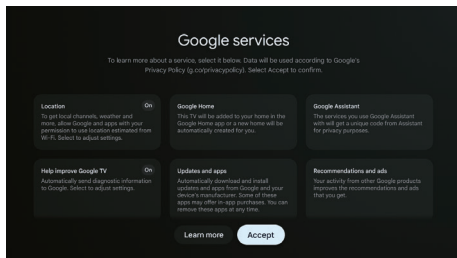 Google services
To learn more about a service, select it below. Data will be used according to Google's
Privacy Policy (g.co/privacypolicy). Select Accept to confirm.
Location On
To get local channels, weather and
more, allow Google and apps with your
permission to use location estimated from
Wi-Fi. Select to adjust settings.
Google Home
This TV will be added to your home in the
Google Home app or a new home will be
automatically created for you.
Google Assistant
The services you use Google Assistant
with will get a unique code from Assistant
for privacy purposes.
Help improve Google TV On
Automatically send diagnostic information
to Google. Select to adjust settings.
Updates and apps
Automatically download and install
updates and apps from Google and your
device's manufacturer. Some of these
apps may offer in-app purchases. You can
remove these apps at any time.
Recommendations and ads
Your activity from other Google products
improves the recommendations and ads
that you get.
Learn more
Accept